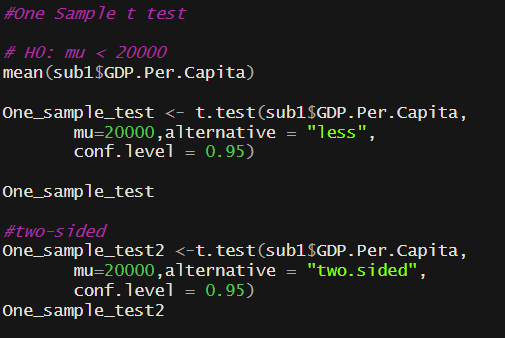 #One Sample t test
# H0: mu < 20000
mean(sub1$GDP.Per.Capita)
One_sample_test <- t.test(sub1$GDP.Per.Capita,
mu=20000,alternative = "less",
conf.level = 0.95)
One_sample_test
#two-sided
One_sample_test2 <-t.test(sub1$GDP.Per.Capita,
mu=20000,alternative = "two.sided",
conf.level = 0.95)
One_sample_test2